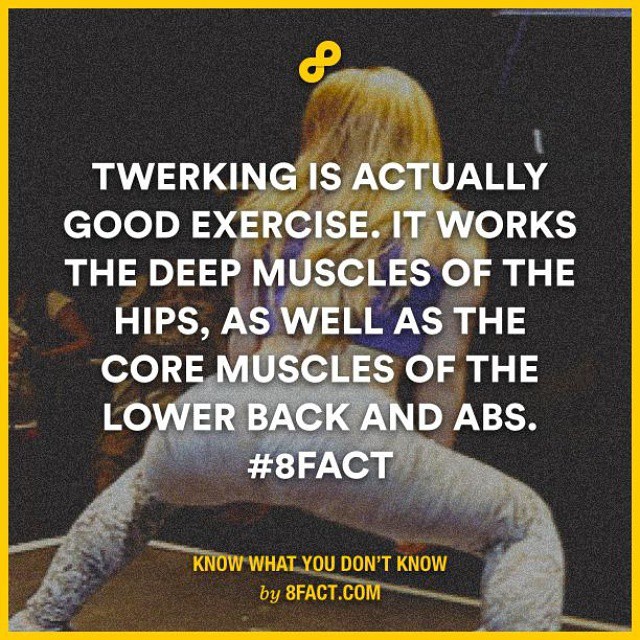 TWERKING IS ACTUALLY
GOOD EXERCISE. IT WORKS
THE DEEP MUSCLES OF THE
HIPS, AS WELL AS THE
CORE MUSCLES OF THE
LOWER BACK AND ABS.
#8FACT
KNOW WHAT YOU DON'T KNOW
by 8FACT.COM